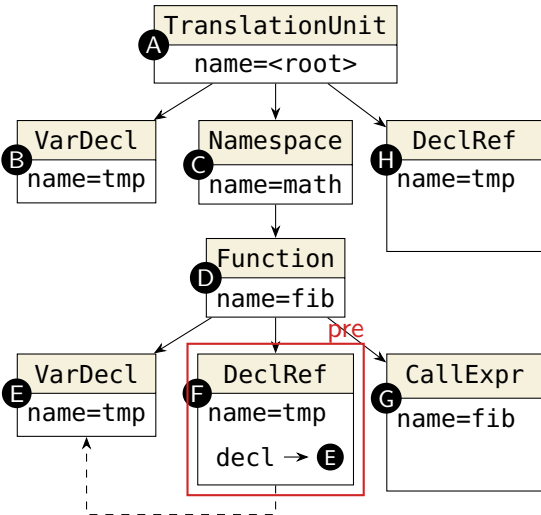 TranslationUnit
A
name=<root>
VarDecl
B
name=tmp
Namespace
C
name=math
DeclRef
H
name=tmp
Function
D
name=fib
pre
VarDecl
E
name=tmp
DeclRef
F
name=tmp
decl → E
CallExpr
G
name=fib